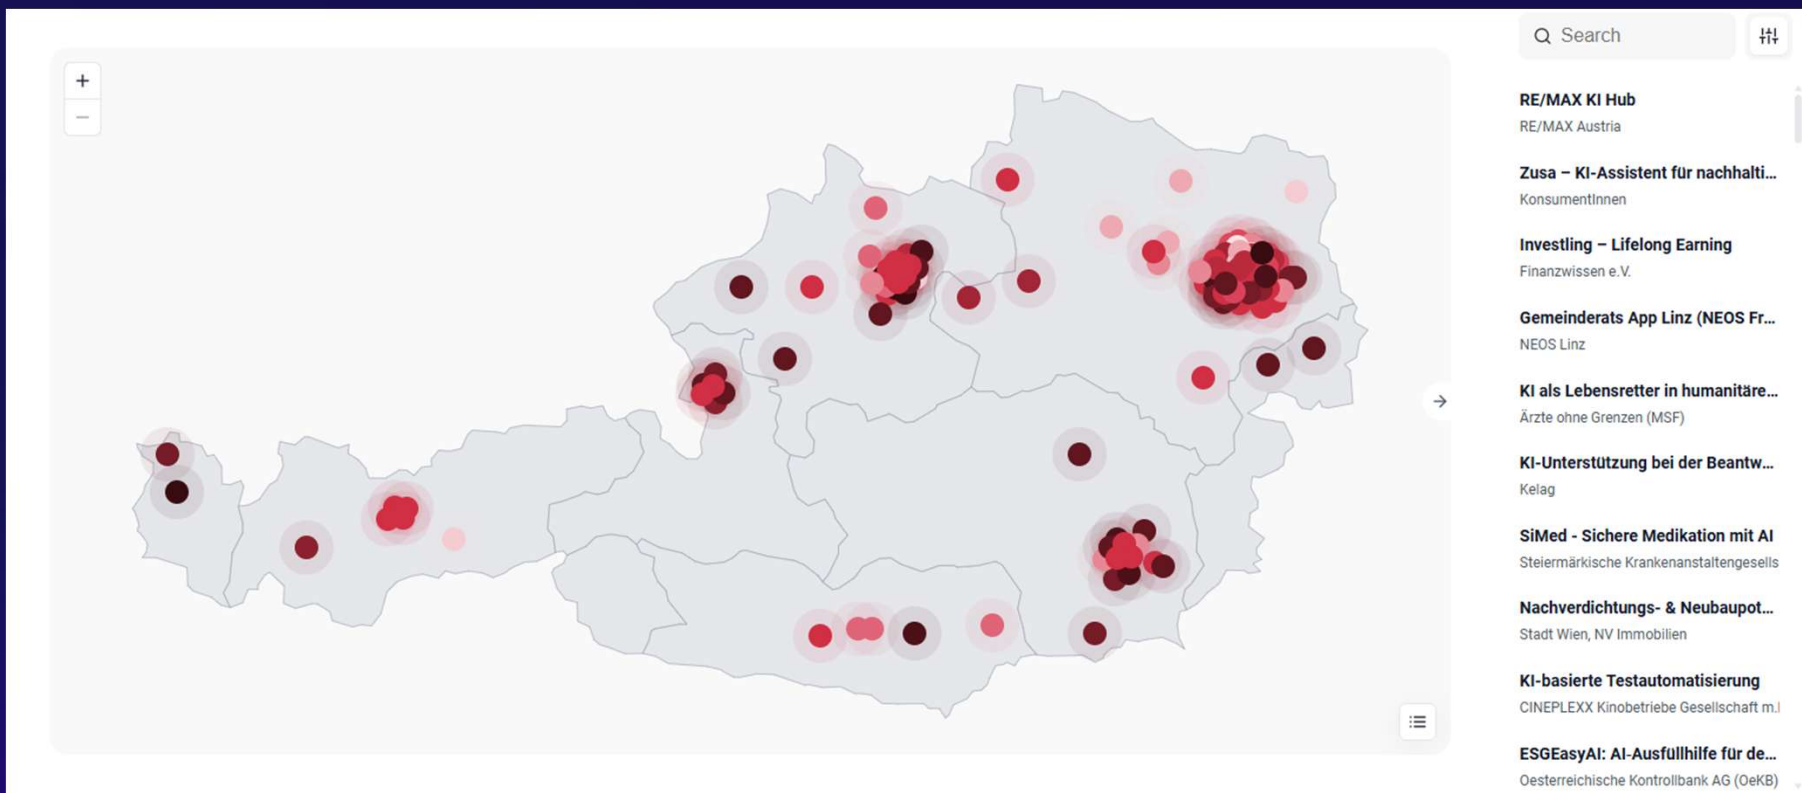 Search
RE/MAX KI Hub
RE/MAX Austria
Zusa – KI-Assistent für nachhalti...
KonsumentInnen
Investling – Lifelong Earning
Finanzwissen e.V.
Gemeinderats App Linz (NEOS Fr...
NEOS Linz
KI als Lebensretter in humanitäre...
Ärzte ohne Grenzen (MSF)
KI-Unterstützung bei der Beantw...
Kelag
SiMed - Sichere Medikation mit AI
Steiermärkische Krankenanstaltengesells
Nachverdichtungs- & Neubaupot...
Stadt Wien, NV Immobilien
KI-basierte Testautomatisierung
CINEPLEXX Kinobetriebe Gesellschaft m.
ESGEasyAI: AI-Ausfüllhilfe für de...
Oesterreichische Kontrollbank AG (OeKB)